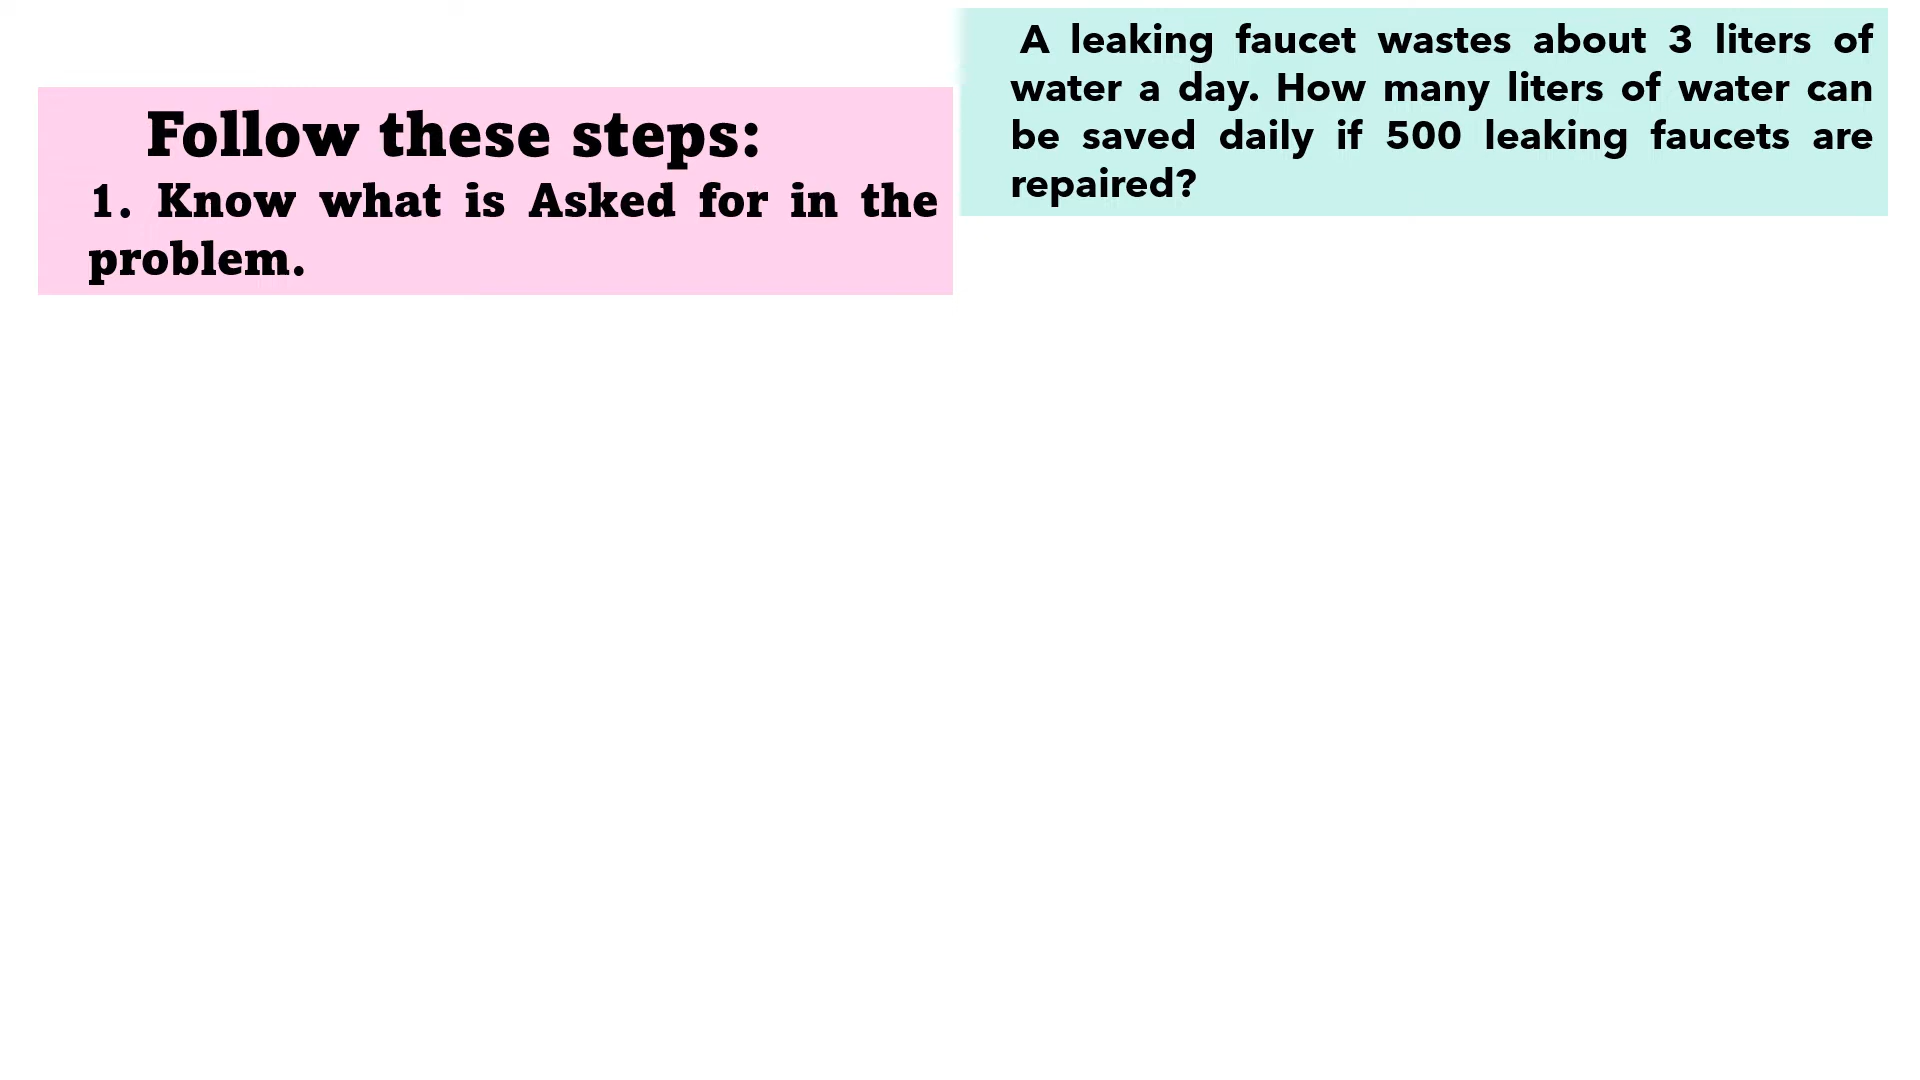 Follow these steps:
1. Know what is Asked for in the
problem.
A leaking faucet wastes about 3 liters of
water a day. How many liters of water can
be saved daily if 500 leaking faucets are
repaired?